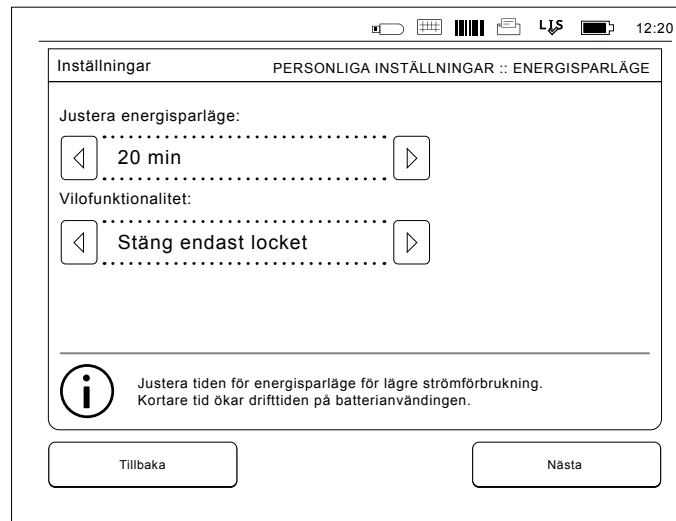 LIS 12:20
Inställningar PERSONLIGA INSTÄLLNINGAR :: ENERGISPARLÄGE
Justera energisparläge:
20 min
Vilofunktionalitet:
Stäng endast locket
Justera tiden för energisparläge för lägre strömförbrukning.
Kortare tid ökar drifttiden på batterianvändingen.
Tillbaka Nästa